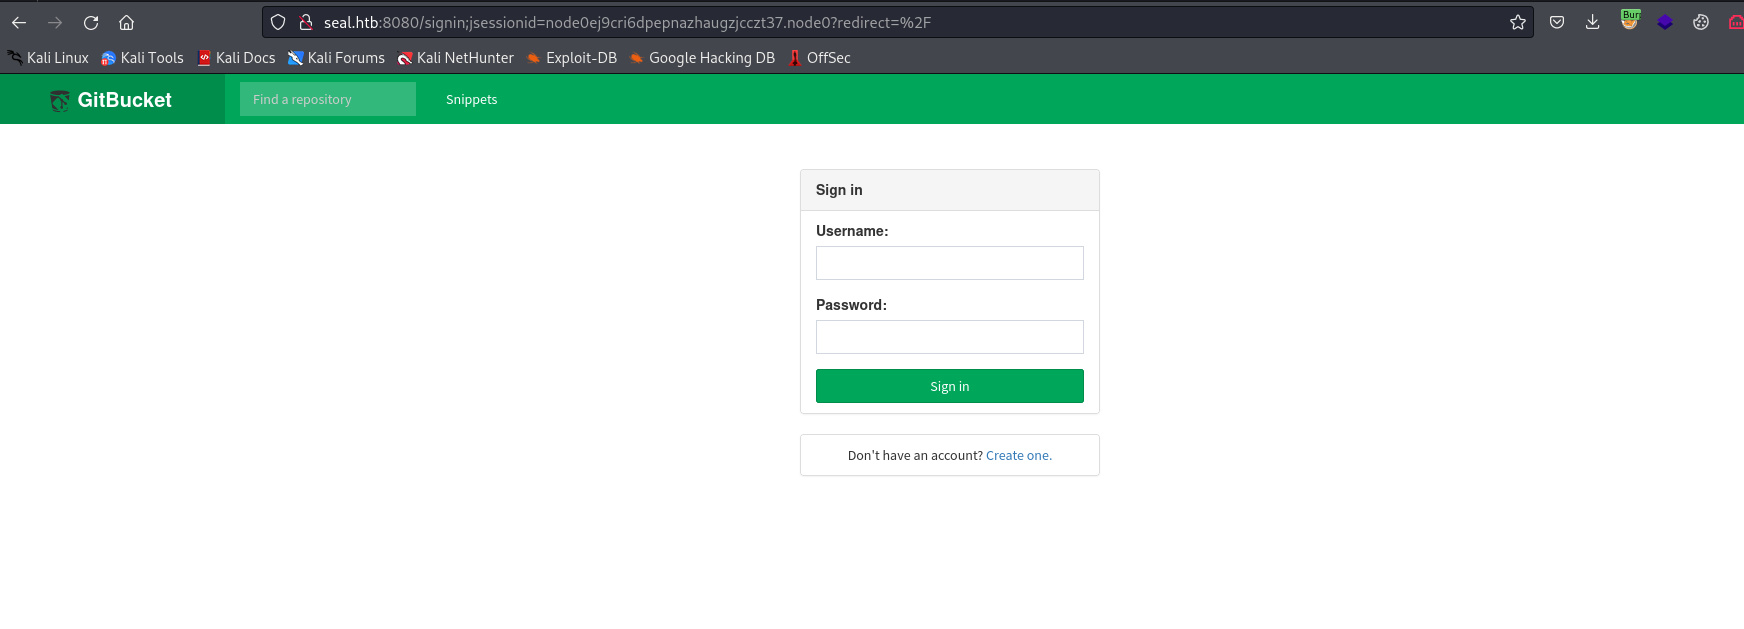 seal.htb:8080/signin;jsessionid=node0ej9cri6dpepnazhaugzjcczt37.node0?redirect=%2F
Bur
Kali Linux Kali Tools Kali Docs Kali Forums Kali NetHunter Exploit-DB Google Hacking DB OffSec
GitBucket Find a repository Snippets
Sign in
Username:
Password:
Sign in
Don't have an account? Create one.